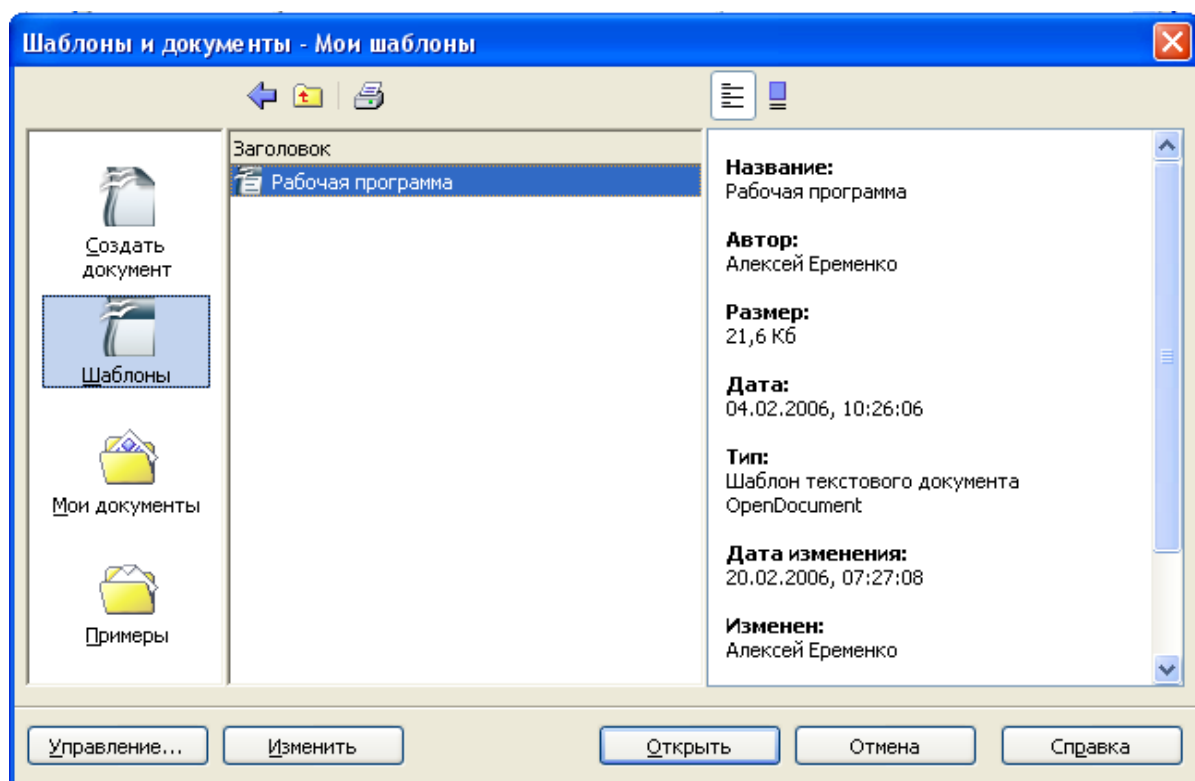 Шаблоны и документы - Мои шаблоны
Создать
документ
Шаблоны
Мои документы
Примеры
Заголовок
Рабочая программа
Название:
Рабочая программа
Автор:
Алексей Еременко
Размер:
21,6 Кб
Дата:
04.02.2006, 10:26:06
Тип:
Шаблон текстового документа
OpenDocument
Дата изменения:
20.02.2006, 07:27:08
Изменен:
Алексей Еременко
Управление...
Изменить
Открыть
Отмена
Справка